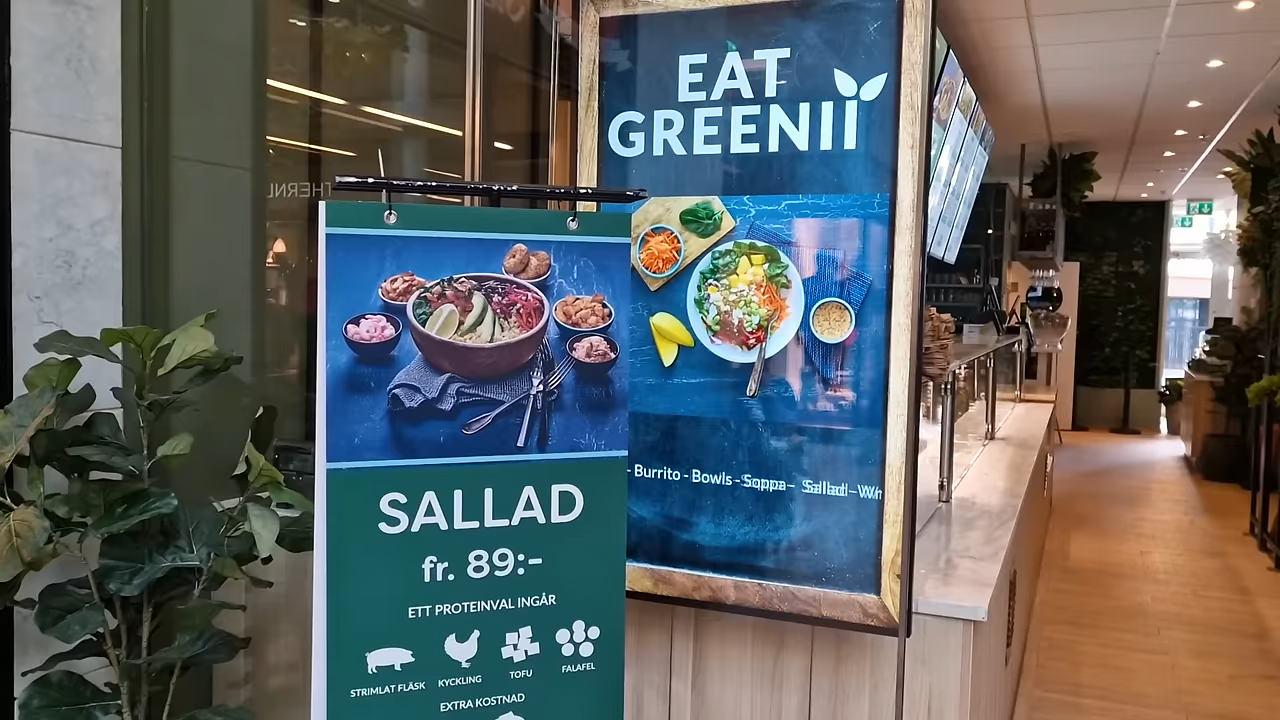 EAT
GREENII
- Burrito - Bowls - Soppa - Sallad - Wr
SALLAD
fr. 89:-
ETT PROTEINVAL INGÅR
STRIMLAT FLÄSK KYCKLING TOFU FALAFEL
EXTRA KOSTNAD